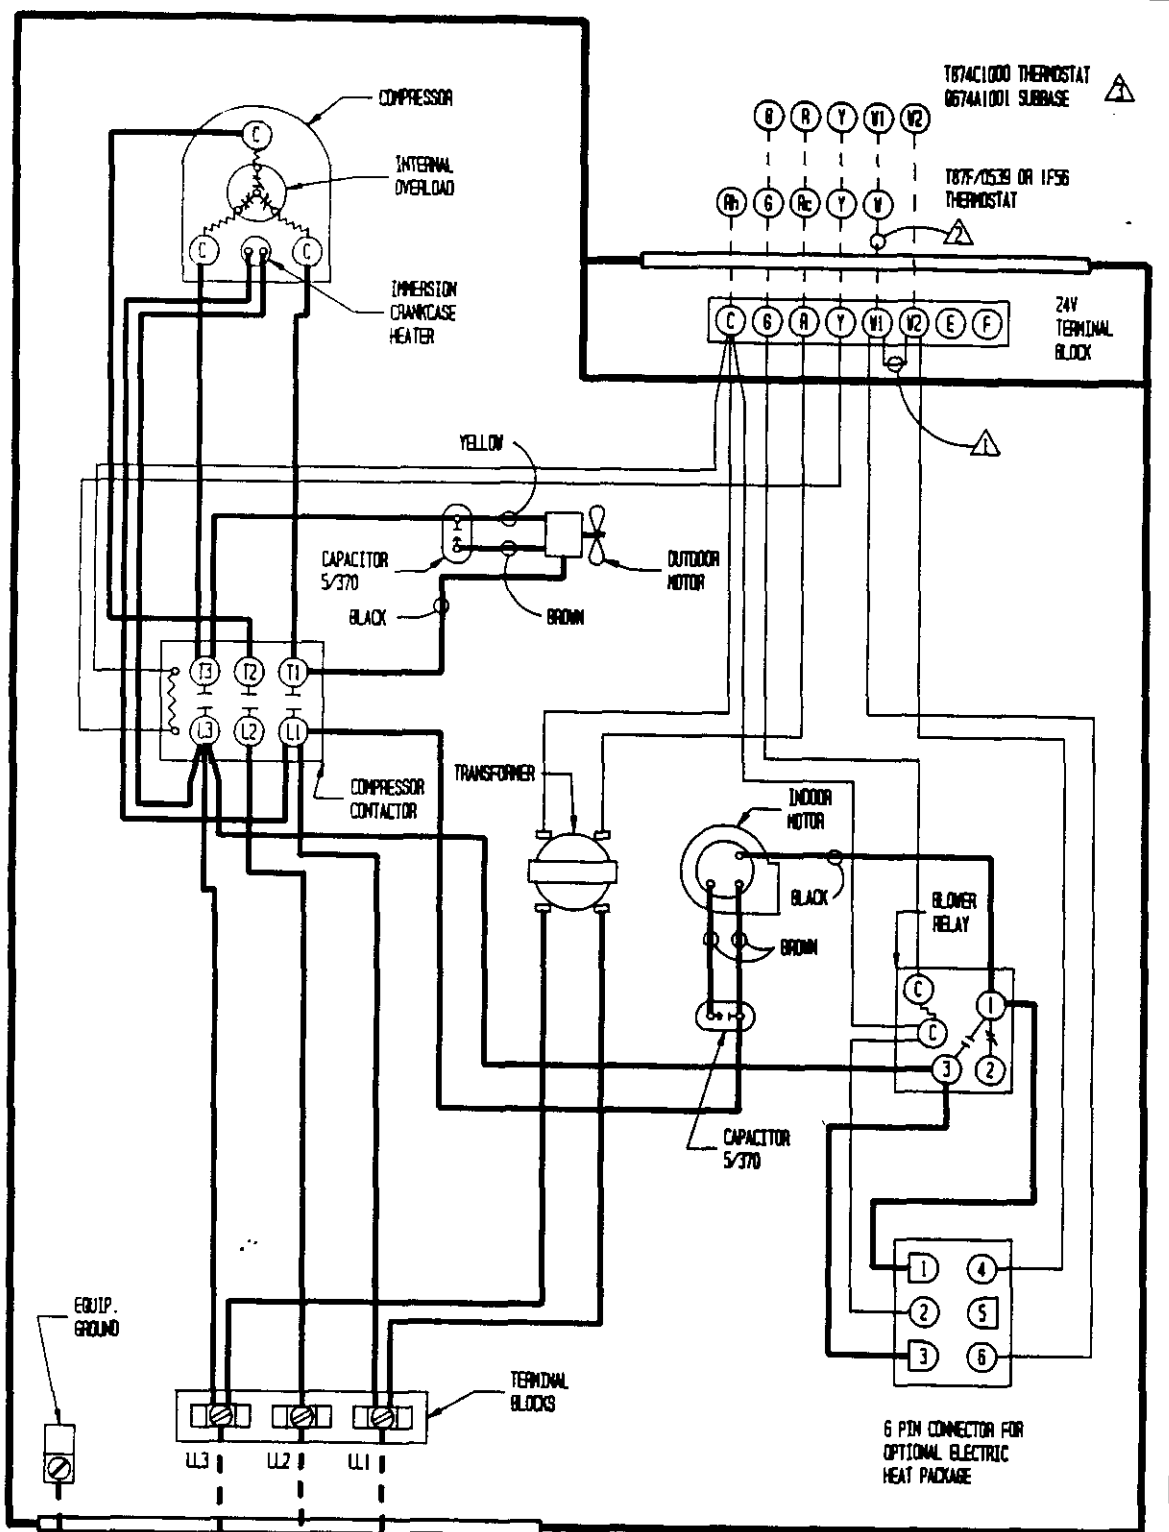 T874C1000 THERMOSTAT
Q674A1001 SUBBASE
3
COMPRESSOR
G R Y W1 W2
C
INTERNAL
OVERLOAD
T87F/Q539 OR 1F56
THERMOSTAT
Rh G Rc Y W
2
C C
IMMERSION
CRANKCASE
HEATER
24V
TERMINAL
BLOCK
C G R Y W1 W2 E F
1
YELLOW
CAPACITOR
5/370
OUTDOOR
MOTOR
BLACK
BROWN
T3 T2 T1
L3 L2 L1
TRANSFORMER
COMPRESSOR
CONTACTOR
INDOOR
MOTOR
BLACK
BLOWER
RELAY
BROWN
C
1
C
3 2
CAPACITOR
5/370
1 4
2 5
3 6
EQUIP.
GROUND
TERMINAL
BLOCKS
LL3 LL2 LL1
6 PIN CONNECTOR FOR
OPTIONAL ELECTRIC
HEAT PACKAGE